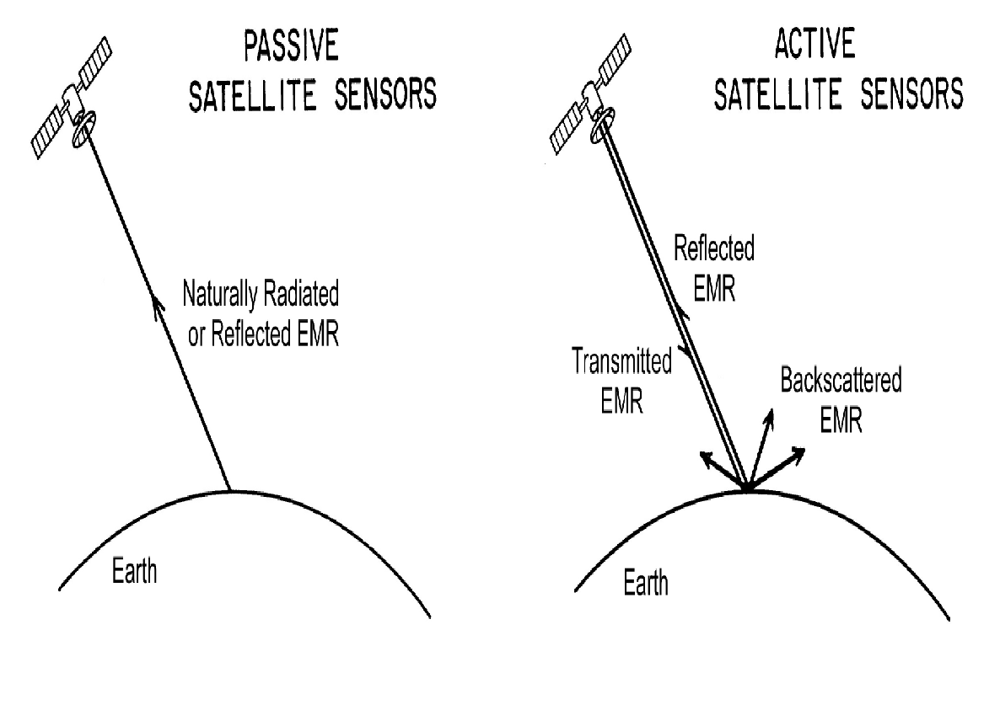 PASSIVE
SATELLITE SENSORS
Naturally Radiated
or Reflected EMR
Earth
ACTIVE
SATELLITE SENSORS
Reflected
EMR
Transmitted
EMR
Backscattered
EMR
Earth